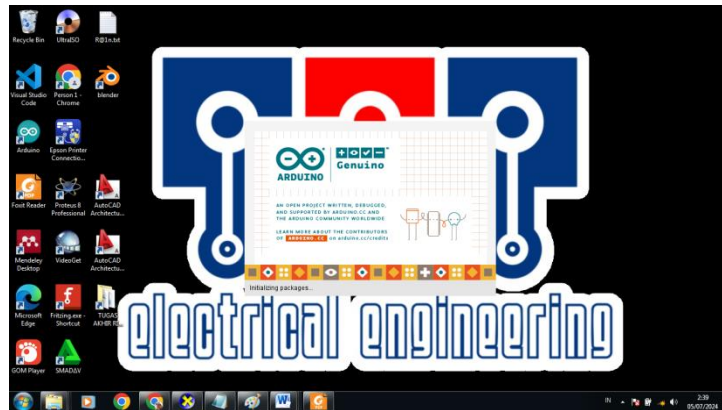 Recycle Bin
UltraISO
R@1n.txt
Visual Studio
Code
Person 1 -
Chrome
blender
Arduino
Epson Printer
Connectio...
Foxit Reader
Proteus 8
Professional
AutoCAD
Architectu...
Mendeley
Desktop
VideoGet
AutoCAD
Architectu...
Microsoft
Edge
Fritzing.exe -
Shortcut
TUGAS
AKHIR RI...
GOM Player
SMADΔV
ARDUINO
Genuino
AN OPEN PROJECT WRITTEN, DEBUGGED,
AND SUPPORTED BY ARDUINO.CC AND
THE ARDUINO COMMUNITY WORLDWIDE
LEARN MORE ABOUT THE CONTRIBUTORS
OF ARDUINO.CC on arduino.cc/credits
Initializing packages...
electrical engineering
IN
2:39
05/07/2024